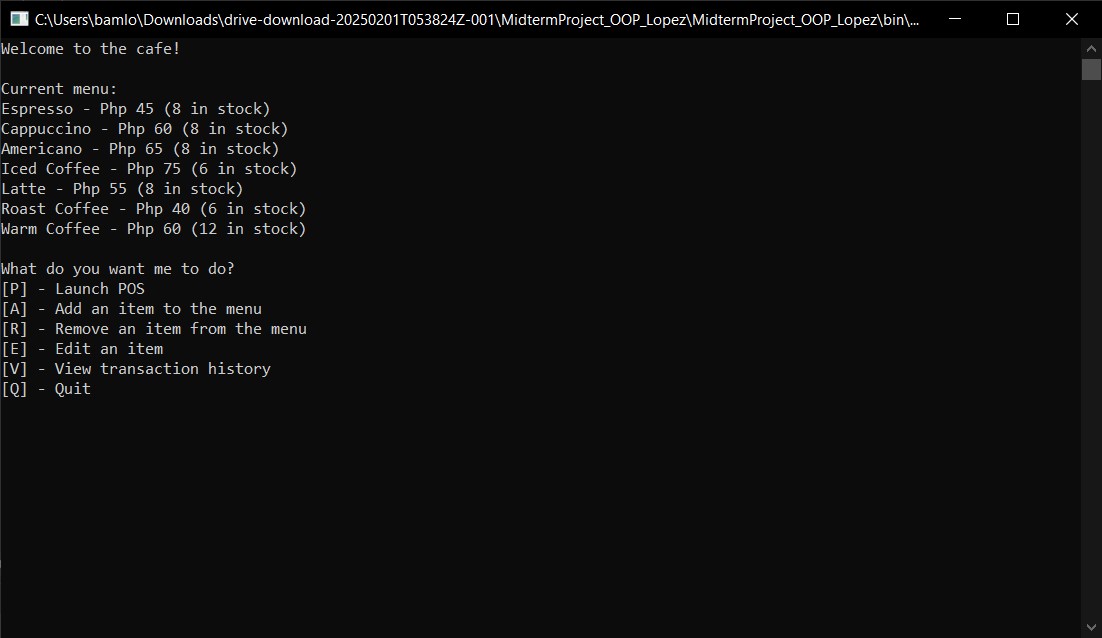 C:\Users\bamlo\Downloads\drive-download-20250201T053824Z-001\MidtermProject_OOP_Lopez\MidtermProject_OOP_Lopez\bin\...
Welcome to the cafe!
Current menu:
Espresso - Php 45 (8 in stock)
Cappuccino - Php 60 (8 in stock)
Americano - Php 65 (8 in stock)
Iced Coffee - Php 75 (6 in stock)
Latte - Php 55 (8 in stock)
Roast Coffee - Php 40 (6 in stock)
Warm Coffee - Php 60 (12 in stock)
What do you want me to do?
[P] - Launch POS
[A] - Add an item to the menu
[R] - Remove an item from the menu
[E] - Edit an item
[V] - View transaction history
[Q] - Quit